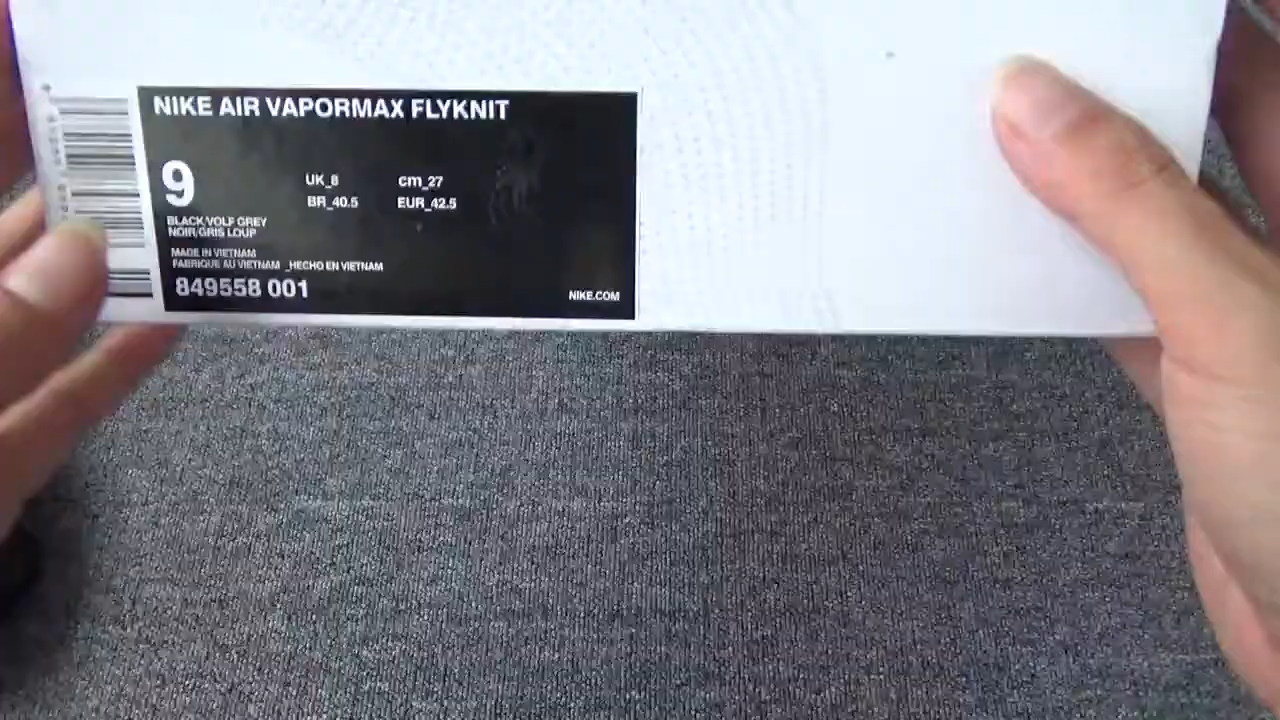 NIKE AIR VAPORMAX FLYKNIT
9
UK_8 cm_27
BR_40.5 EUR_42.5
BLACK/VOLF GREY
NOIR/GRIS LOUP
MADE IN VIETNAM
FABRIQUE AU VIETNAM _HECHO EN VIETNAM
849558 001
NIKE.COM